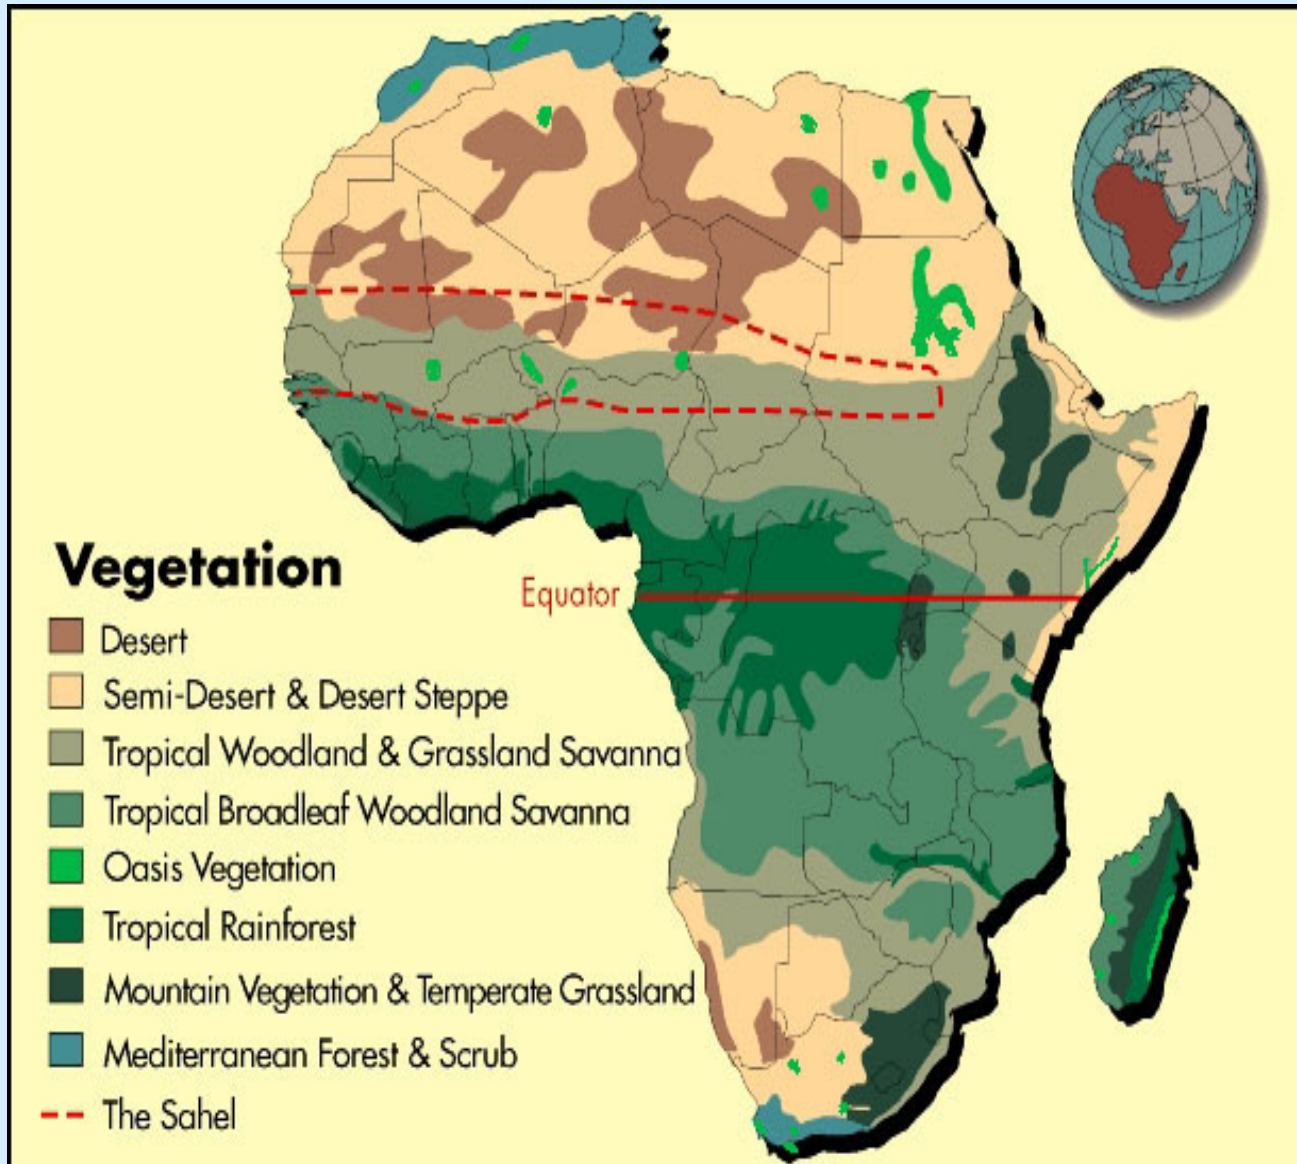 Equator
Vegetation
Desert
Semi-Desert & Desert Steppe
Tropical Woodland & Grassland Savanna
Tropical Broadleaf Woodland Savanna
Oasis Vegetation
Tropical Rainforest
Mountain Vegetation & Temperate Grassland
Mediterranean Forest & Scrub
The Sahel